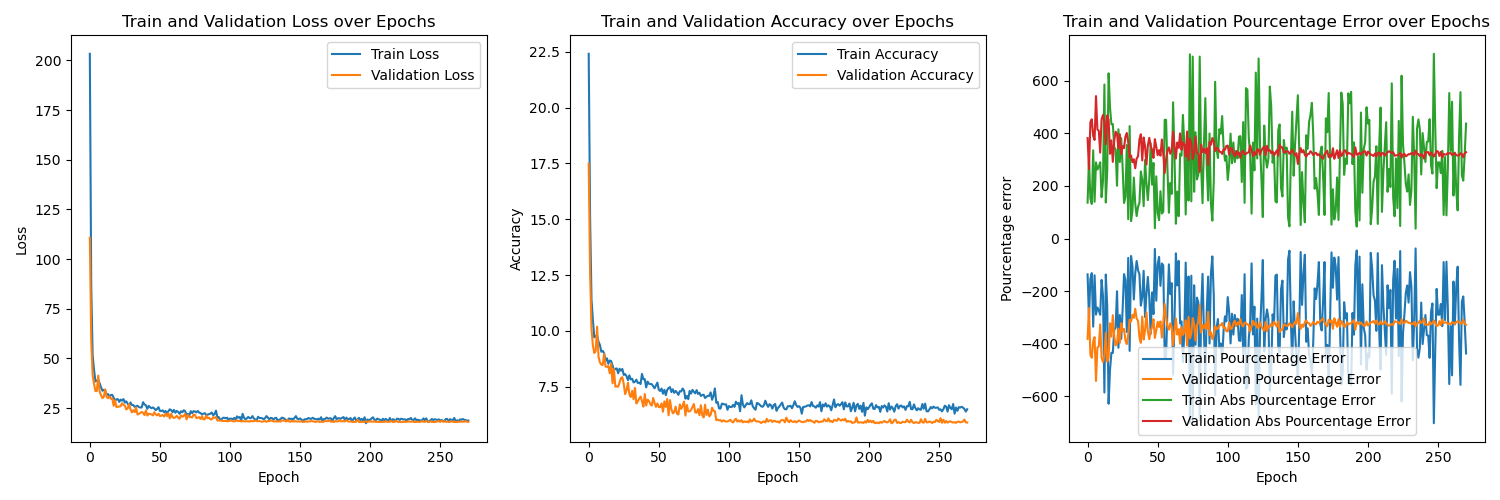 Train and Validation Loss over Epochs
Loss
200
175
150
125
100
75
50
25
0 50 100 150 200 250
Epoch
Train Loss
Validation Loss
Train and Validation Accuracy over Epochs
Accuracy
22.5
20.0
17.5
15.0
12.5
10.0
7.5
0 50 100 150 200 250
Epoch
Train Accuracy
Validation Accuracy
Train and Validation Pourcentage Error over Epochs
Pourcentage error
600
400
200
0
−200
−400
−600
0 50 100 150 200 250
Epoch
Train Pourcentage Error
Validation Pourcentage Error
Train Abs Pourcentage Error
Validation Abs Pourcentage Error